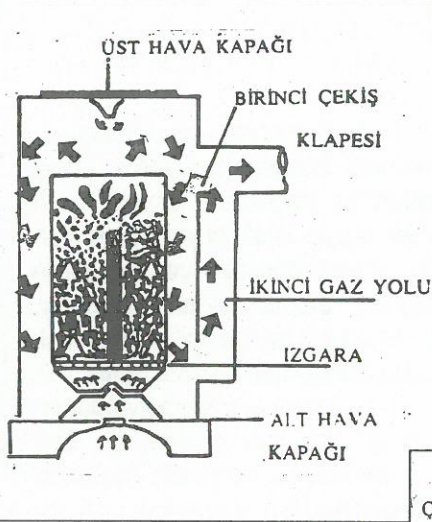 ÜST HAVA KAPAĞI
BİRİNCİ ÇEKİŞ
KLAPESİ
İKİNCİ GAZ YOLU
IZGARA
ALT HAVA
KAPAĞI
Ç